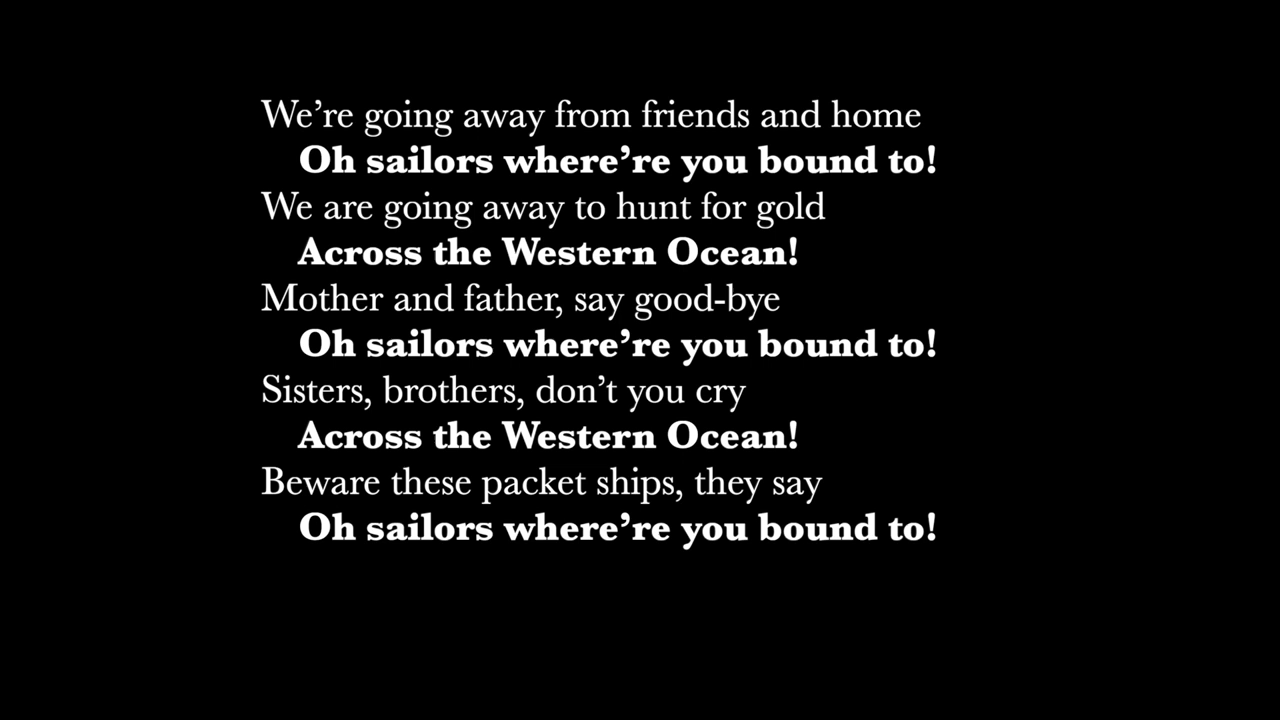 We’re going away from friends and home
Oh sailors where’re you bound to!
We are going away to hunt for gold
Across the Western Ocean!
Mother and father, say good-bye
Oh sailors where’re you bound to!
Sisters, brothers, don’t you cry
Across the Western Ocean!
Beware these packet ships, they say
Oh sailors where’re you bound to!